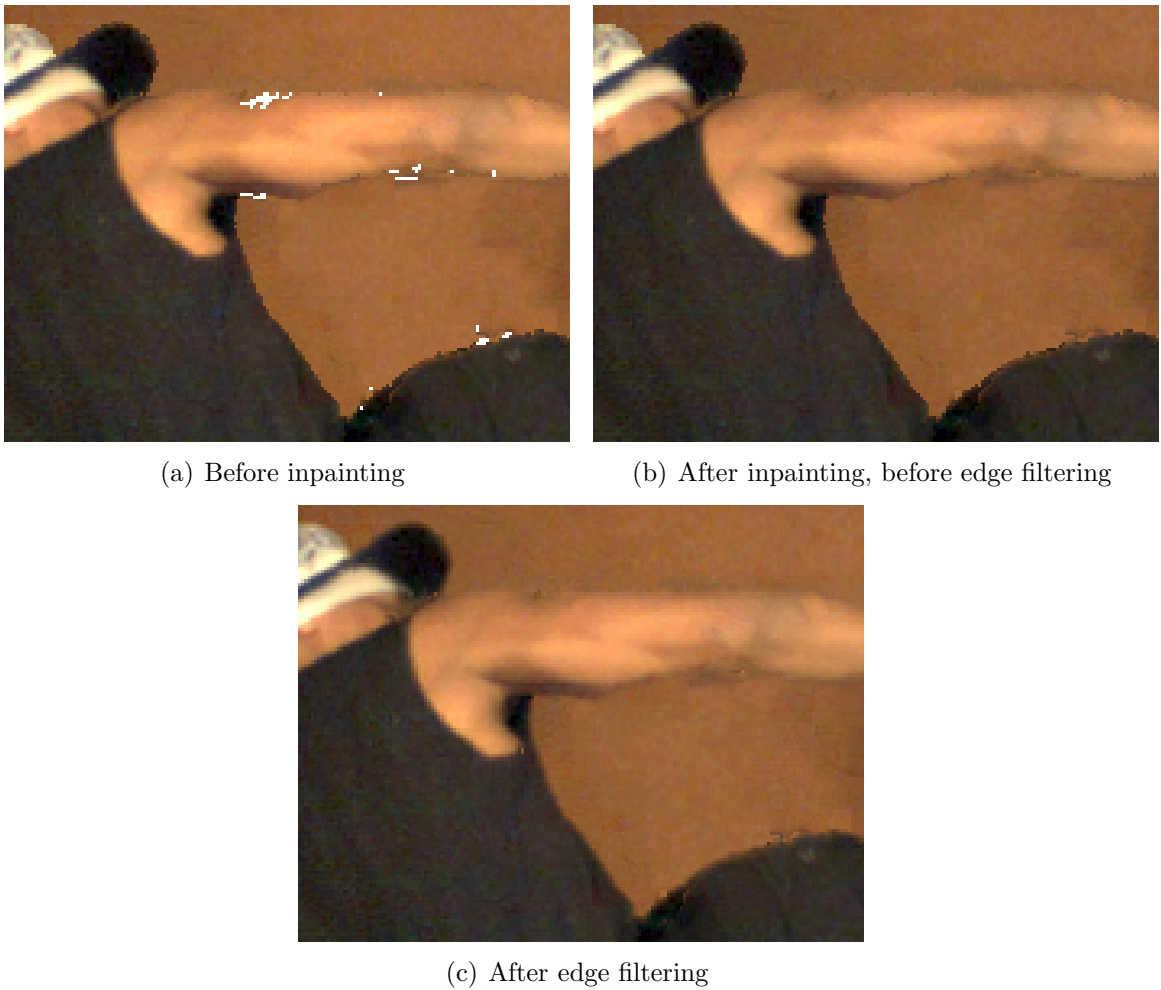 (a) Before inpainting
(b) After inpainting, before edge filtering
(c) After edge filtering